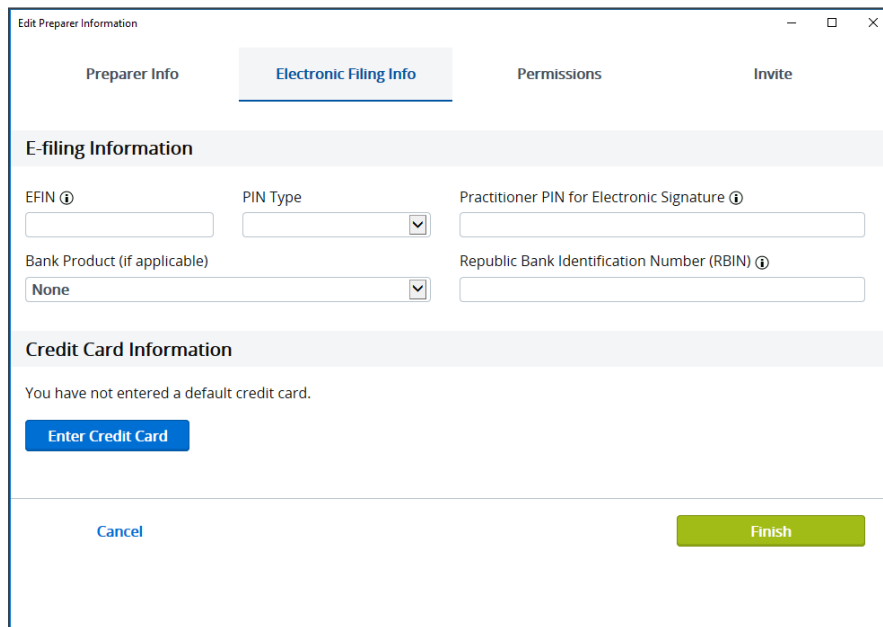 Edit Preparer Information
Preparer Info Electronic Filing Info Permissions Invite
E-filing Information
EFIN PIN Type Practitioner PIN for Electronic Signature
Bank Product (if applicable) Republic Bank Identification Number (RBIN)
None
Credit Card Information
You have not entered a default credit card.
Enter Credit Card
Cancel Finish